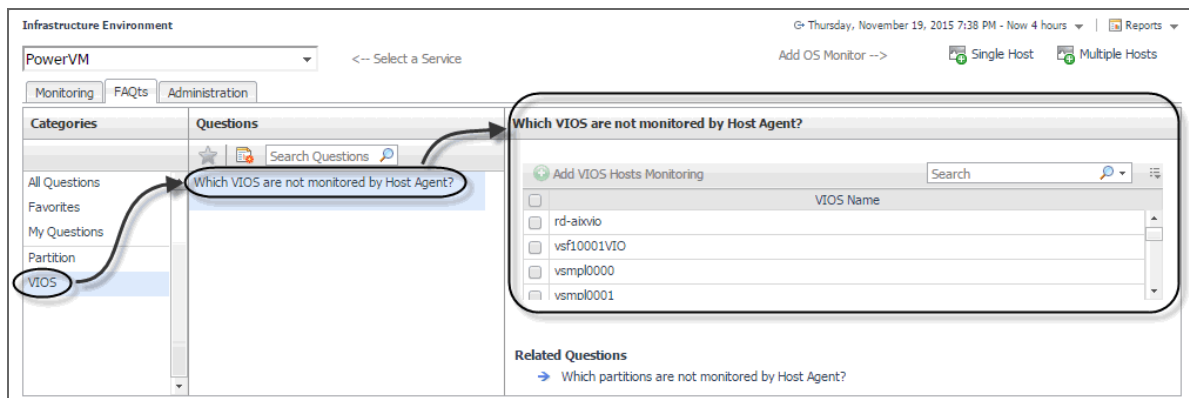 Infrastructure Environment
Thursday, November 19, 2015 7:38 PM - Now 4 hours | Reports
PowerVM
<-- Select a Service
Add OS Monitor -->
Single Host
Multiple Hosts
Monitoring
FAQts
Administration
Categories
All Questions
Favorites
My Questions
Partition
VIOS
Questions
Search Questions
Which VIOS are not monitored by Host Agent?
Which VIOS are not monitored by Host Agent?
Add VIOS Hosts Monitoring
Search
VIOS Name
rd-aixvio
vsf10001VIO
vsmpl0000
vsmpl0001
Related Questions
Which partitions are not monitored by Host Agent?